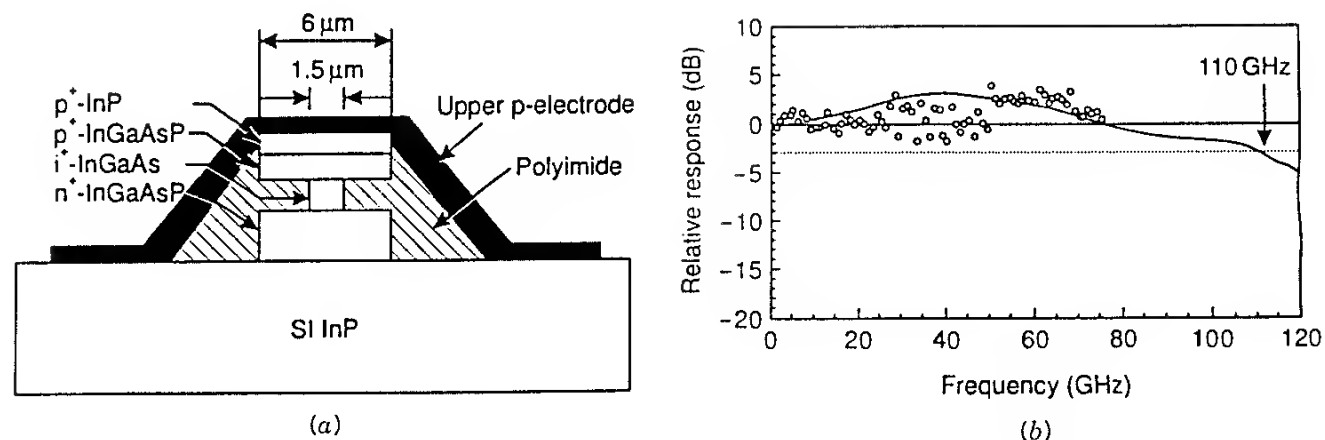 6 μm
1.5 μm
p⁺-InP
p⁺-InGaAsP
i⁺-InGaAs
n⁺-InGaAsP
Upper p-electrode
Polyimide
SI InP
(a)
Relative response (dB)
10
5
0
-5
-10
-15
-20
110 GHz
0 20 40 60 80 100 120
Frequency (GHz)
(b)